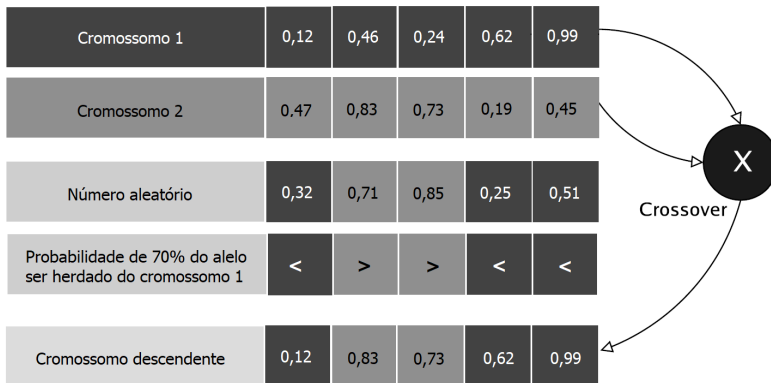 Cromossomo 1 0,12 0,46 0,24 0,62 0,99
Cromossomo 2 0.47 0,83 0,73 0,19 0,45
X
Número aleatório 0,32 0,71 0,85 0,25 0,51
Crossover
Probabilidade de 70% do alelo
ser herdado do cromossomo 1
< > > < <
Cromossomo descendente 0,12 0,83 0,73 0,62 0,99